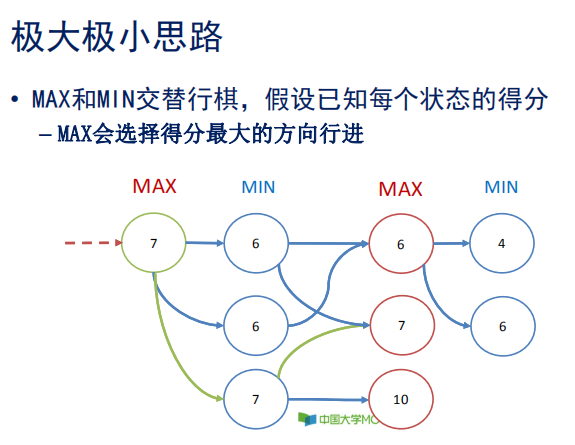 极大极小思路
• MAX和MIN交替行棋，假设已知每个状态的得分
– MAX会选择得分最大的方向行进
MAX MIN MAX MIN
7 6 6 4
6 7 6
7 10
中国大学MO